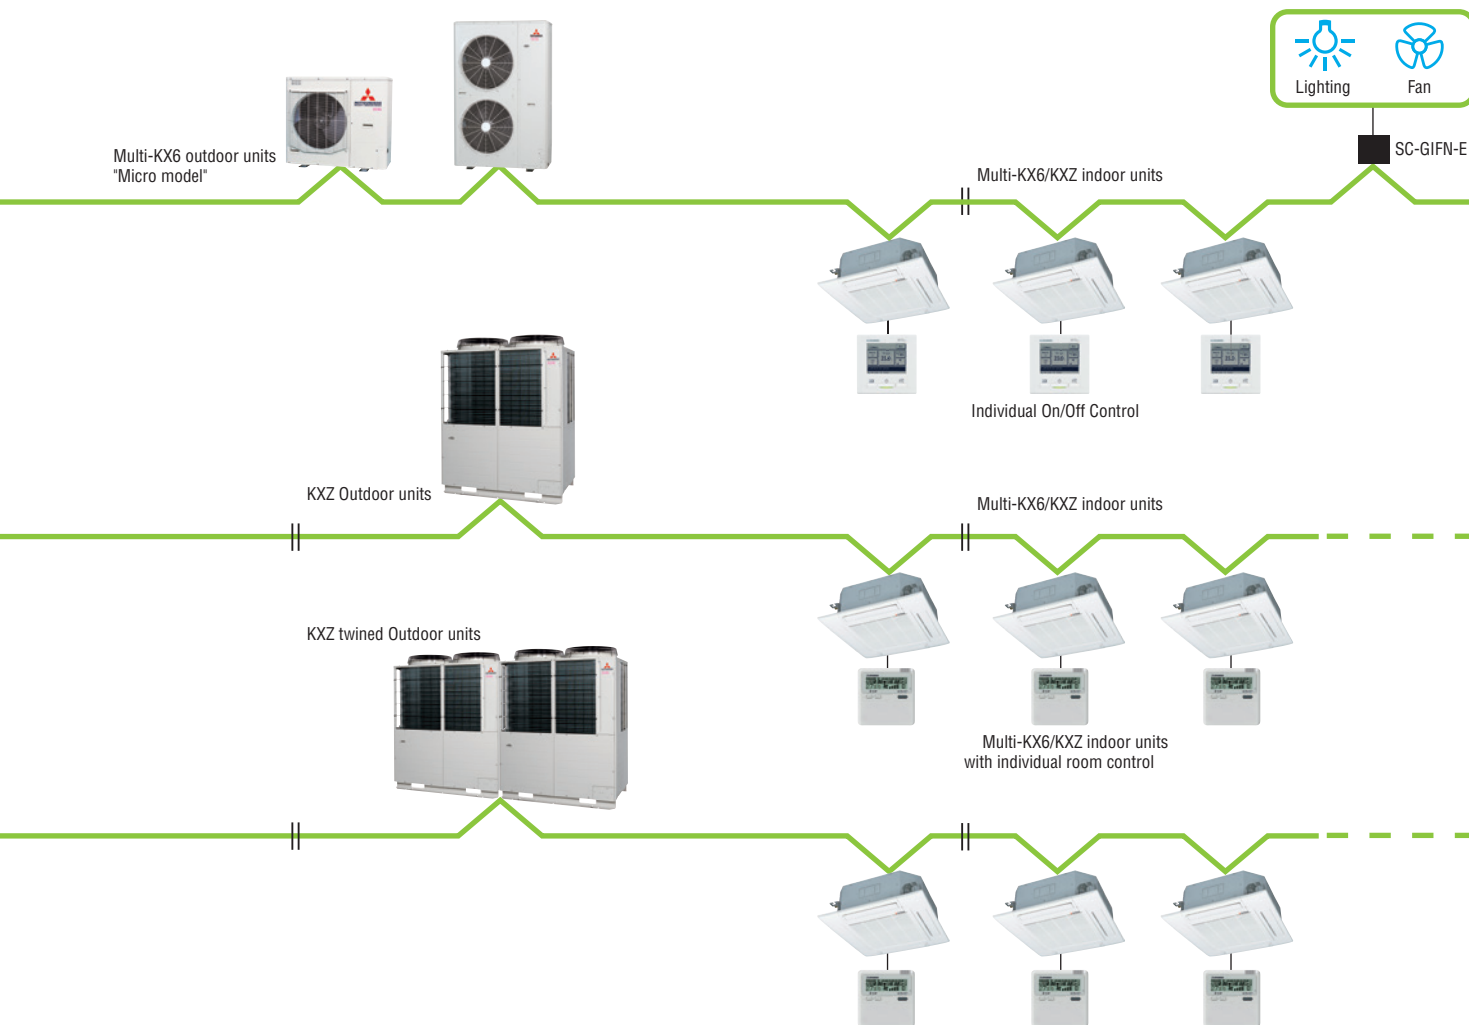 Lighting
Fan
SC-GIFN-E
Multi-KX6 outdoor units
"Micro model"
Multi-KX6/KXZ indoor units
Individual On/Off Control
KXZ Outdoor units
Multi-KX6/KXZ indoor units
KXZ twined Outdoor units
Multi-KX6/KXZ indoor units
with individual room control